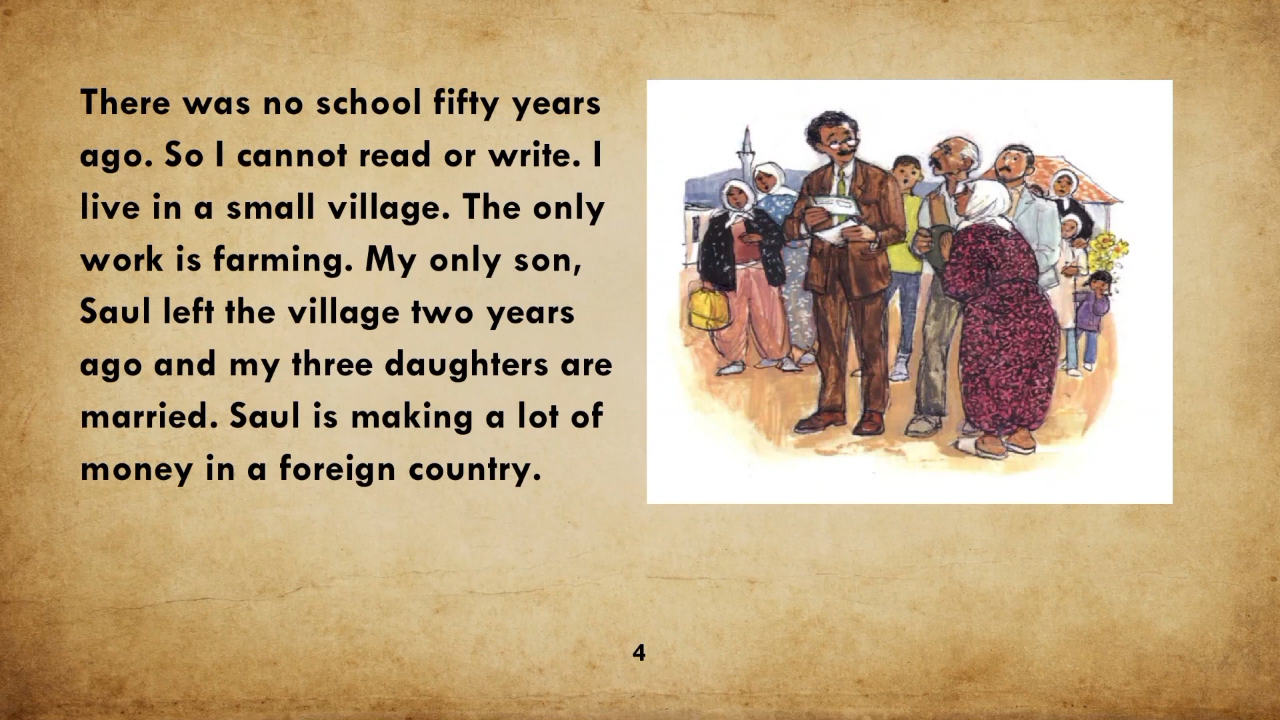 There was no school fifty years
ago. So I cannot read or write. I
live in a small village. The only
work is farming. My only son,
Saul left the village two years
ago and my three daughters are
married. Saul is making a lot of
money in a foreign country.
4